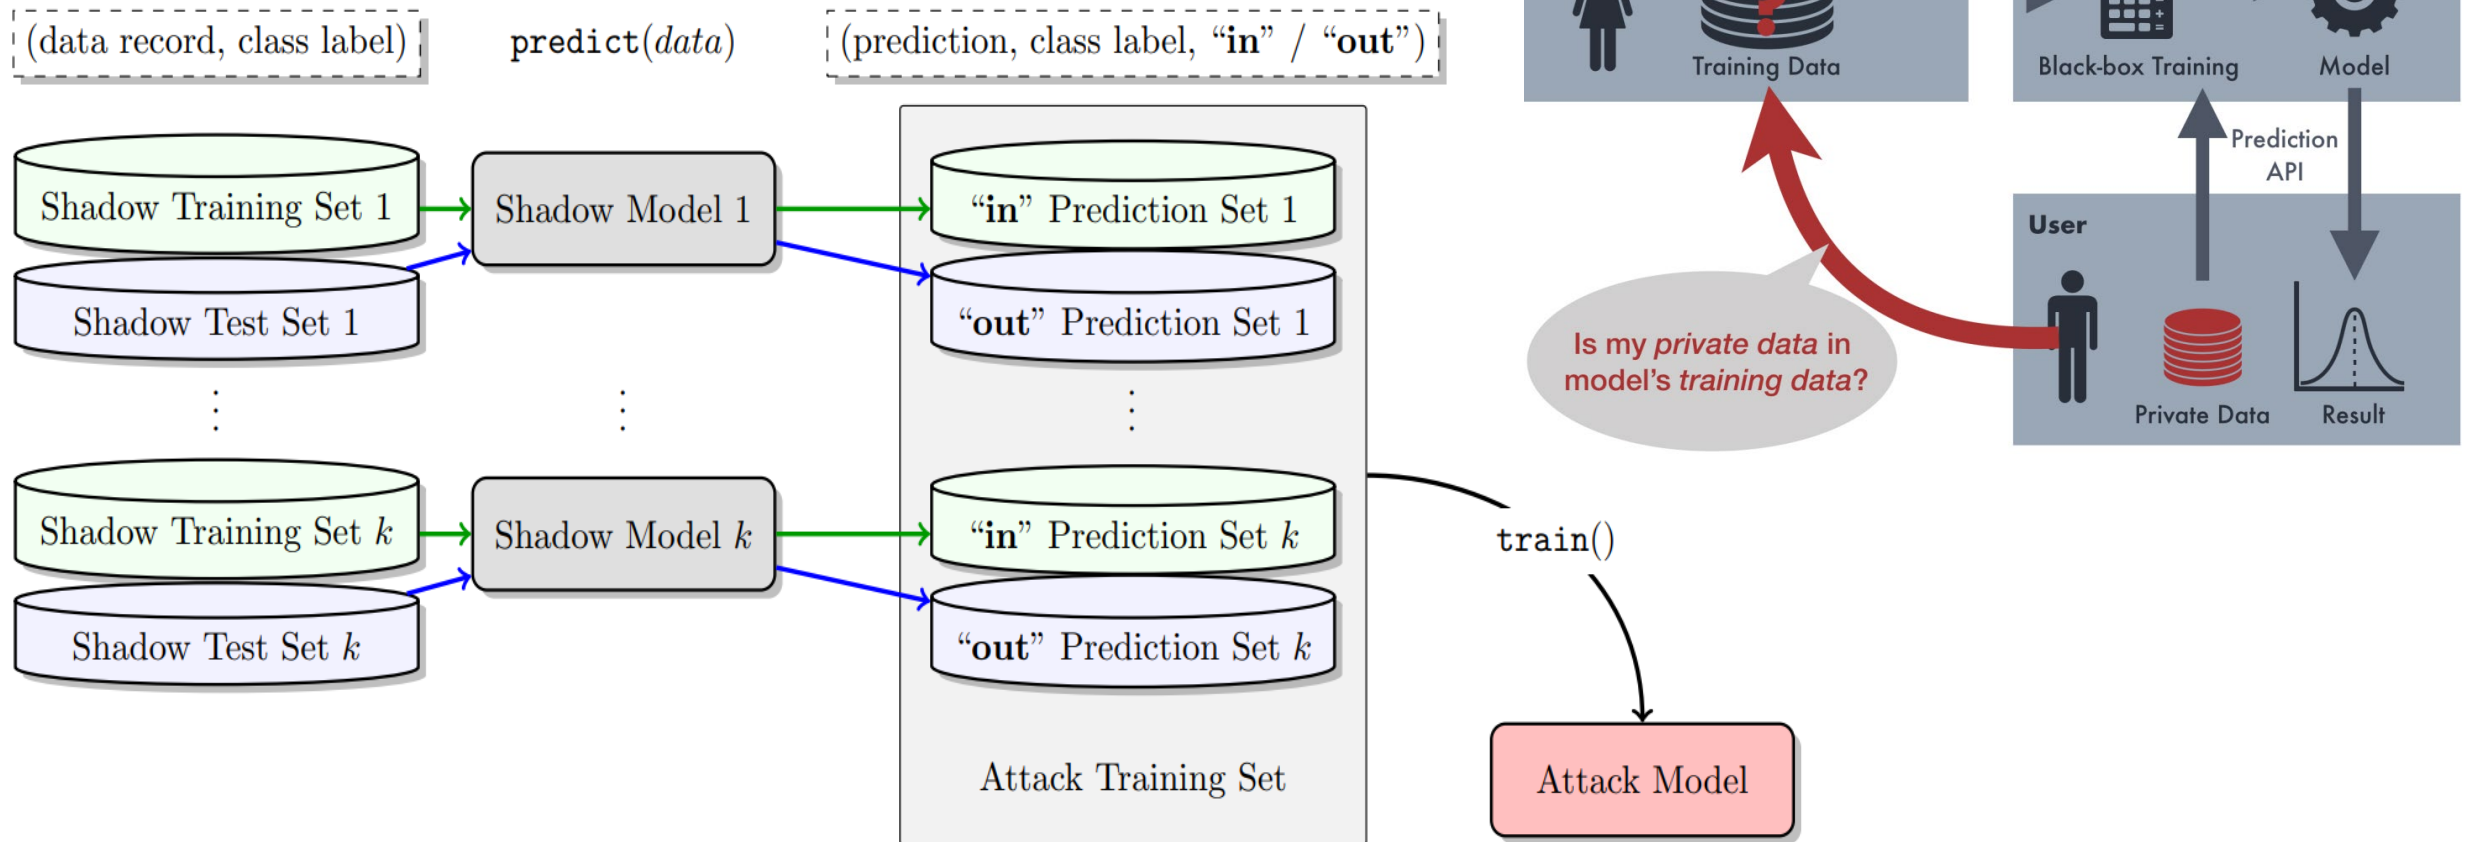 (data record, class label)
predict(data)
(prediction, class label, “in” / “out”)
Shadow Training Set 1
Shadow Model 1
“in” Prediction Set 1
Shadow Test Set 1
“out” Prediction Set 1
⋮
⋮
⋮
Shadow Training Set k
Shadow Model k
“in” Prediction Set k
Shadow Test Set k
“out” Prediction Set k
Attack Training Set
train()
Attack Model
Training Data
Black-box Training
Model
Prediction
API
User
Is my private data in
model’s training data?
Private Data
Result